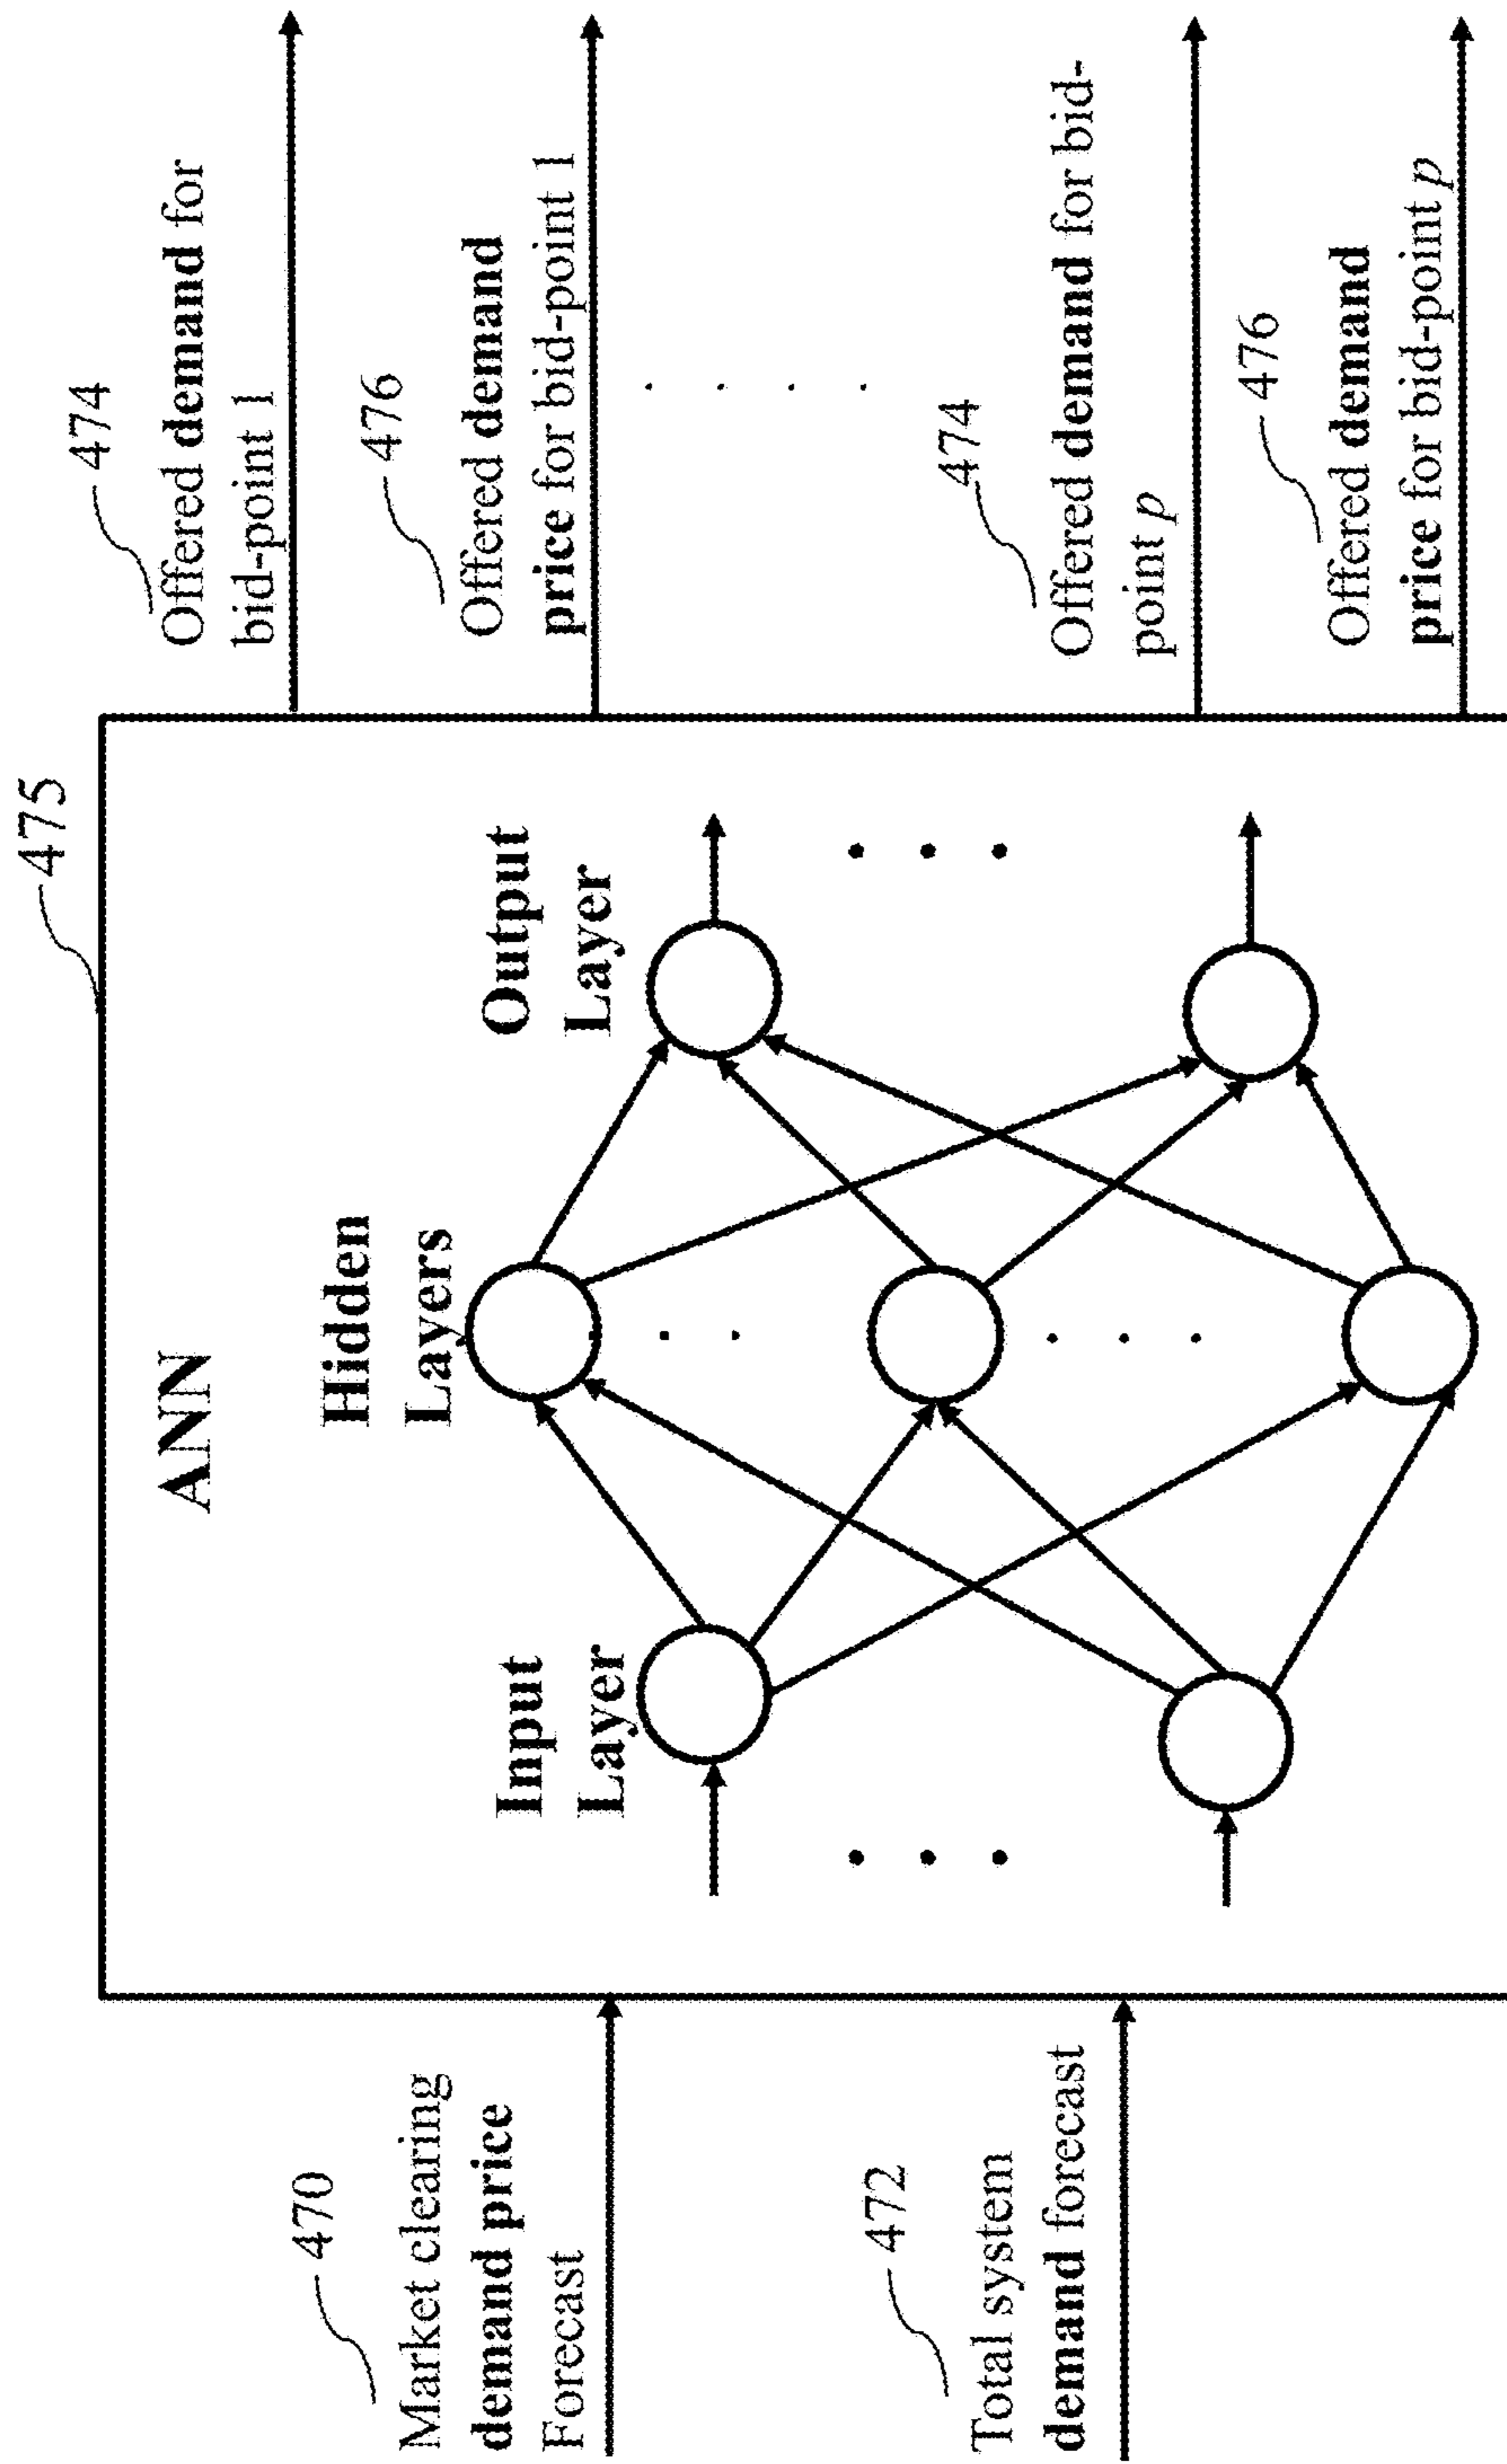 475
ANN
470
Market clearing
demand price
Forecast
472
Total system
demand forecast
Input
Layer
Hidden
Layers
Output
Layer
474
Offered demand for
bid-point 1
476
Offered demand
price for bid-point 1
474
Offered demand for bid-
point p
476
Offered demand
price for bid-point p